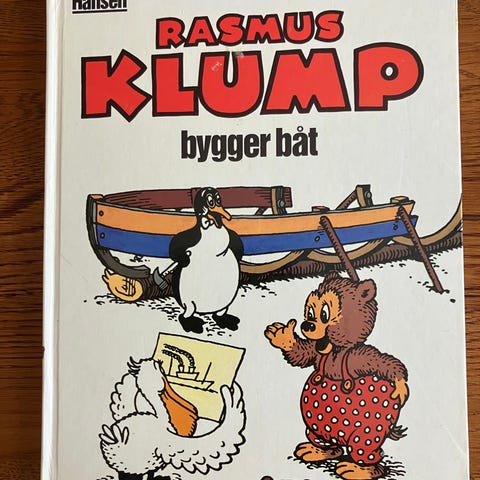 Hansen
RASMUS
KLUMP
bygger båt